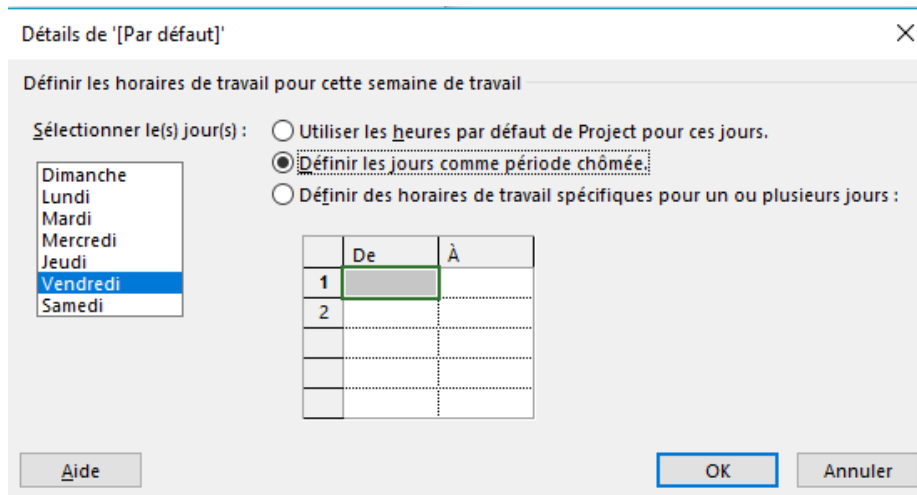 Détails de '[Par défaut]'
Définir les horaires de travail pour cette semaine de travail
Sélectionner le(s) jour(s) :
Utiliser les heures par défaut de Project pour ces jours.
Définir les jours comme période chômée.
Définir des horaires de travail spécifiques pour un ou plusieurs jours :
Dimanche
Lundi
Mardi
Mercredi
Jeudi
Vendredi
Samedi
De À
1
2
Aide OK Annuler